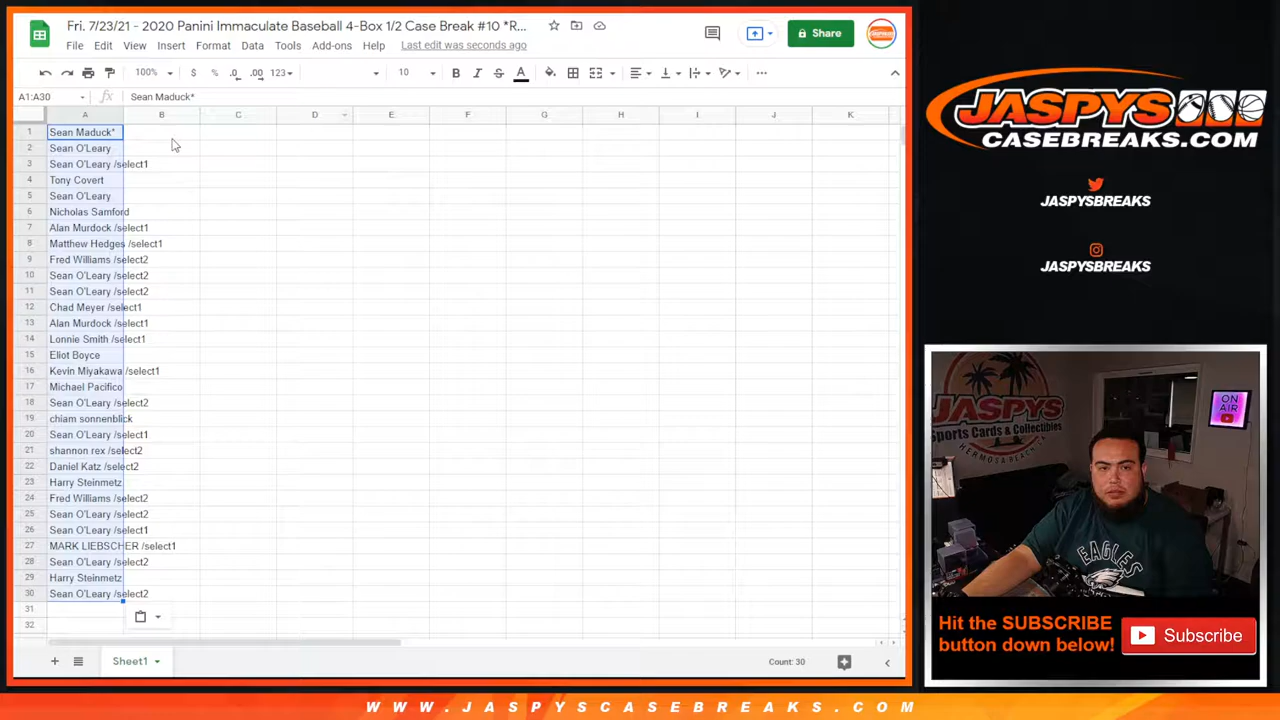 Fri. 7/23/21 - 2020 Panini Immaculate Baseball 4-Box 1/2 Case Break #10 *R...
File Edit View Insert Format Data Tools Add-ons Help Last edit was seconds ago
Share
100% $ % .0 .00 123 10 B I S A
A1:A30 fx Sean Maduck*
A B C D E F G H I J K
1 Sean Maduck*
2 Sean O'Leary
3 Sean O'Leary /select1
4 Tony Covert
5 Sean O'Leary
6 Nicholas Samford
7 Alan Murdock /select1
8 Matthew Hedges /select1
9 Fred Williams /select2
10 Sean O'Leary /select2
11 Sean O'Leary /select2
12 Chad Meyer /select1
13 Alan Murdock /select1
14 Lonnie Smith /select1
15 Eliot Boyce
16 Kevin Miyakawa /select1
17 Michael Pacifico
18 Sean O'Leary /select2
19 chiam sonnenblick
20 Sean O'Leary /select1
21 shannon rex /select2
22 Daniel Katz /select2
23 Harry Steinmetz
24 Fred Williams /select2
25 Sean O'Leary /select2
26 Sean O'Leary /select1
27 MARK LIEBSCHER /select1
28 Sean O'Leary /select2
29 Harry Steinmetz
30 Sean O'Leary /select2
31
32
Sheet1
Count: 30
JASPYS
CASEBREAKS.COM
JASPYSBREAKS
JASPYSBREAKS
JASPYS
Sports Cards & Collectibles
HERMOSA BEACH, CA
ON AIR
EAGLES
Hit the SUBSCRIBE
button down below!
Subscribe
WWW.JASPYSCASEBREAKS.COM